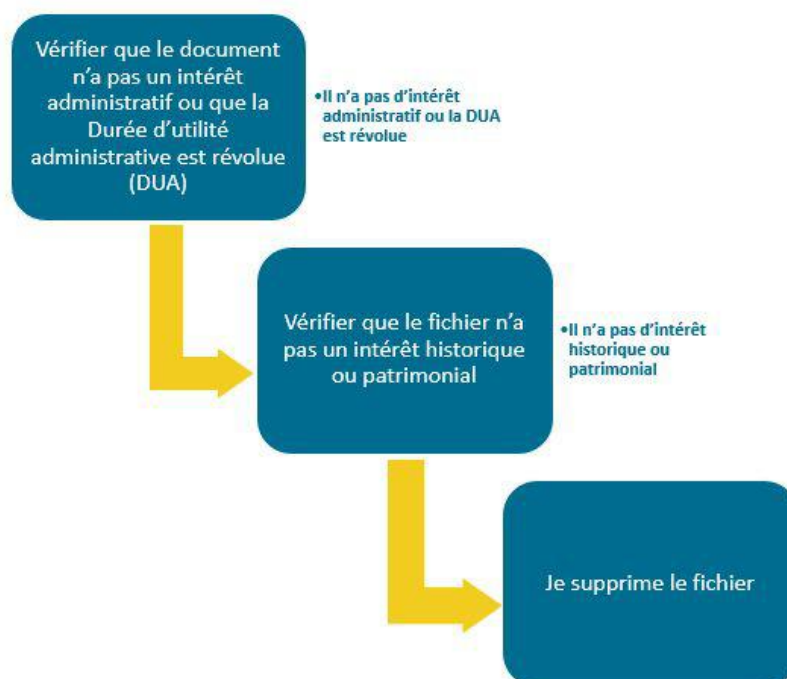 Vérifier que le document
n'a pas un intérêt
administratif ou que la
Durée d'utilité
administrative est révolue
(DUA)
•Il n'a pas d'intérêt
administratif ou la DUA
est révolue
Vérifier que le fichier n'a
pas un intérêt historique
ou patrimonial
•Il n'a pas d'intérêt
historique ou
patrimonial
Je supprime le fichier